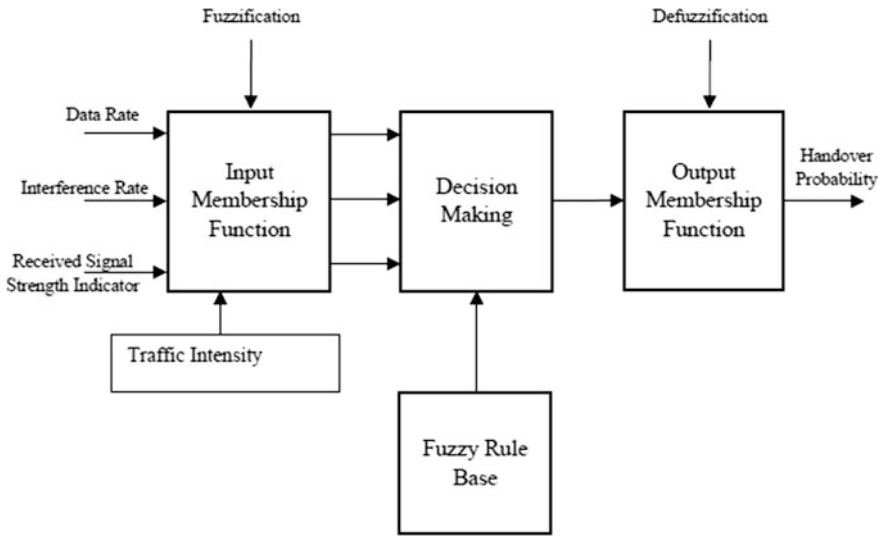 Fuzzification
Defuzzification
Data Rate
Interference Rate
Received Signal
Strength Indicator
Input
Membership
Function
Decision
Making
Output
Membership
Function
Handover
Probability
Traffic Intensity
Fuzzy Rule
Base